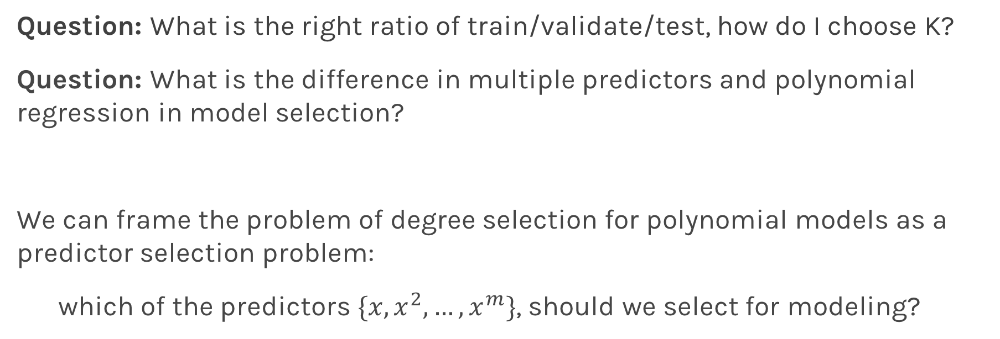 Question: What is the right ratio of train/validate/test, how do I choose K?
Question: What is the difference in multiple predictors and polynomial
regression in model selection?
We can frame the problem of degree selection for polynomial models as a
predictor selection problem:
which of the predictors {x, x², … , xᵐ}, should we select for modeling?